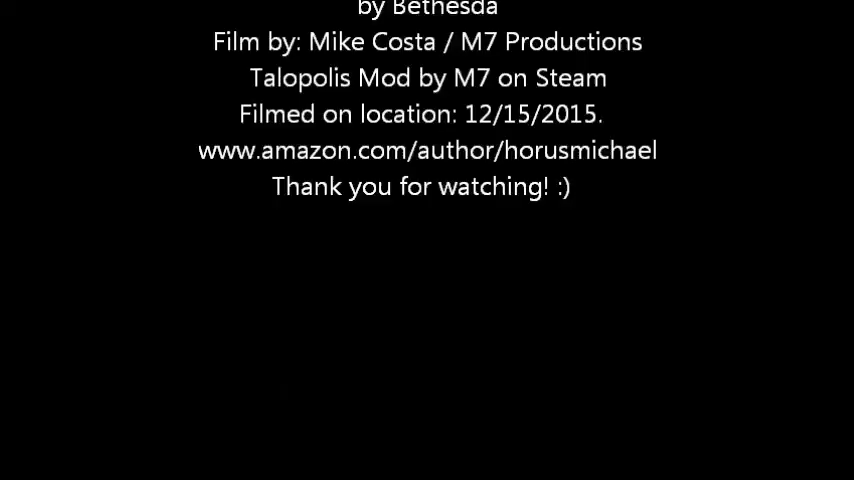 by Bethesda
Film by: Mike Costa / M7 Productions
Talopolis Mod by M7 on Steam
Filmed on location: 12/15/2015.
www.amazon.com/author/horusmichael
Thank you for watching! :)